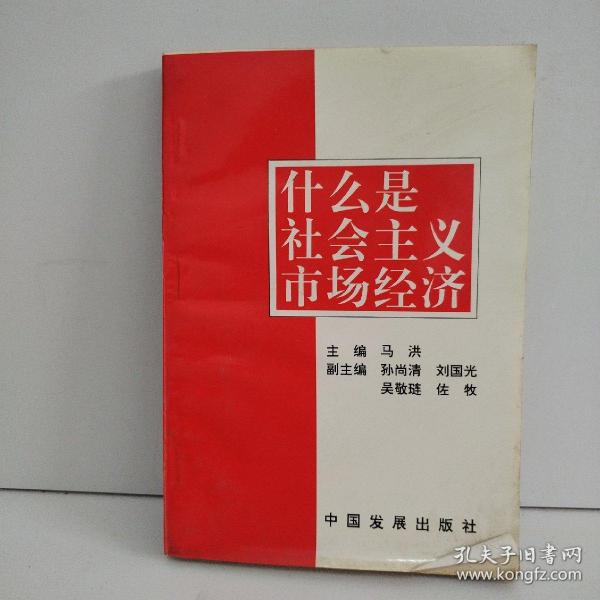 什么是
社会主义
市场经济
主编 马洪
副主编 孙尚清 刘国光
吴敬琏 佐牧
中国发展出版社
孔夫子旧书网
www.kongfz.com